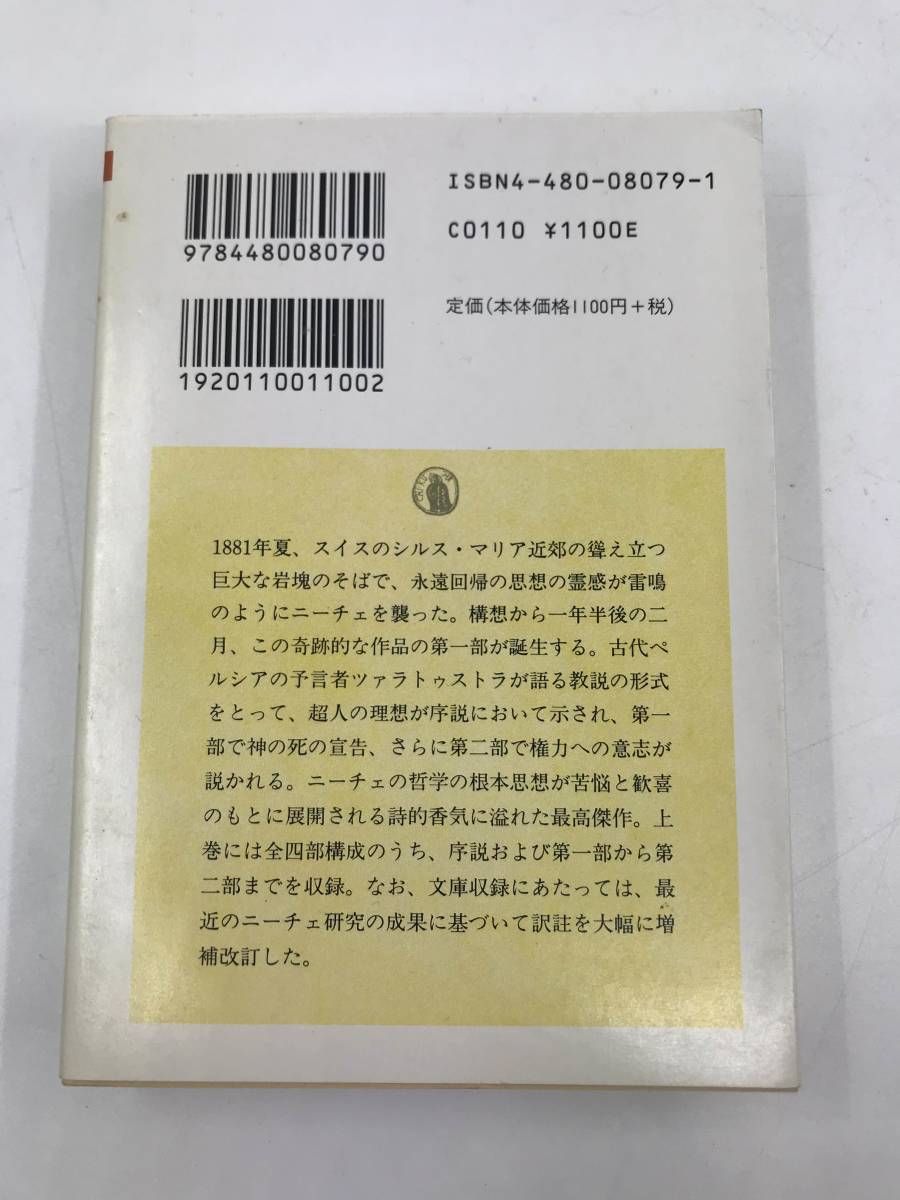 ISBN4-480-08079-1
9784480080790
C0110 ¥1100E
定価(本体価格1100円+税)
1920110011002
1881年夏、スイスのシルス・マリア近郊の聳え立つ
巨大な岩塊のそばで、永遠回帰の思想の霊感が雷鳴
のようにニーチェを襲った。構想から一年半後の二
月、この奇跡的な作品の第一部が誕生する。古代ペ
ルシアの予言者ツァラトゥストラが語る教説の形式
をとって、超人の理想が序説において示され、第一
部で神の死の宣告、さらに第二部で権力への意志が
説かれる。ニーチェの哲学の根本思想が苦悩と歓喜
のもとに展開される詩的香気に溢れた最高傑作。上
巻には全四部構成のうち、序説および第一部から第
二部までを収録。なお、文庫収録にあたっては、最
近のニーチェ研究の成果に基づいて訳註を大幅に増
補改訂した。